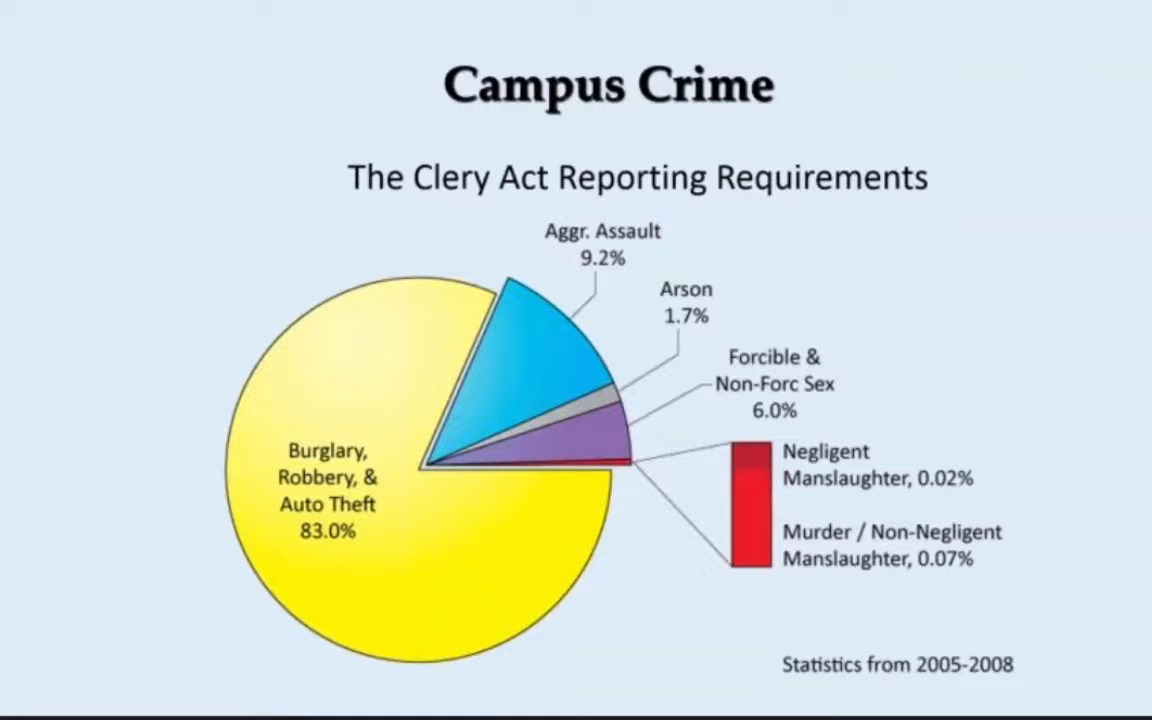 Campus Crime
The Clery Act Reporting Requirements
Aggr. Assault
9.2%
Arson
1.7%
Forcible &
Non-Forc Sex
6.0%
Burglary,
Robbery, &
Auto Theft
83.0%
Negligent
Manslaughter, 0.02%
Murder / Non-Negligent
Manslaughter, 0.07%
Statistics from 2005-2008